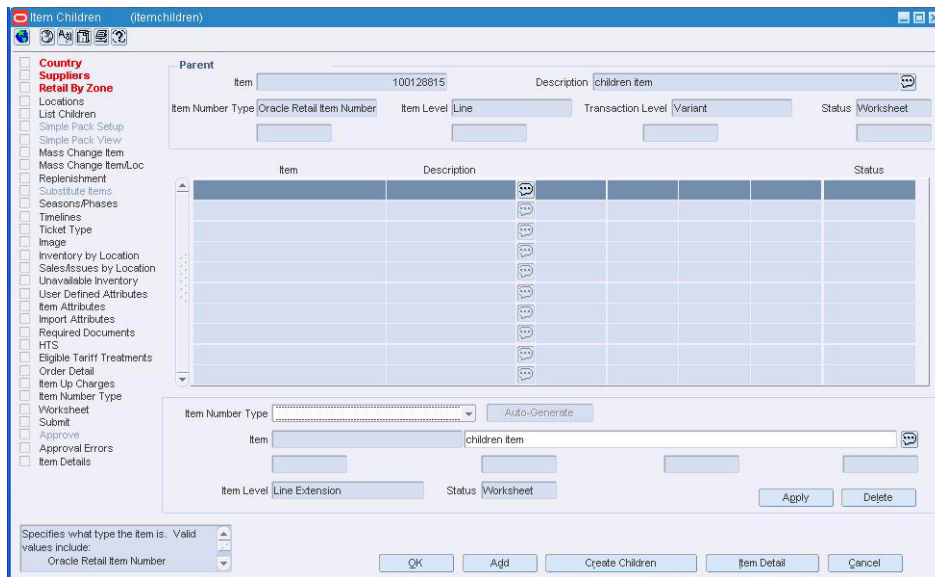 Item Children (itemchildren)
Country
Suppliers
Retail By Zone
Locations
List Children
Simple Pack Setup
Simple Pack View
Mass Change Item
Mass Change Item/Loc
Replenishment
Substitute Items
Seasons/Phases
Timelines
Ticket Type
Image
Inventory by Location
Sales/Issues by Location
Unavailable Inventory
User Defined Attributes
Item Attributes
Import Attributes
Required Documents
HTS
Eligible Tariff Treatments
Order Detail
Item Up Charges
Item Number Type
Worksheet
Submit
Approve
Approval Errors
Item Details
Parent
Item 100128815 Description children item
Item Number Type Oracle Retail Item Number Item Level Line Transaction Level Variant Status Worksheet
Item Description Status
Item Number Type Auto-Generate
Item children item
Item Level Line Extension Status Worksheet
Apply Delete
Specifies what type the item is. Valid
values include:
Oracle Retail Item Number
OK Add Create Children Item Detail Cancel